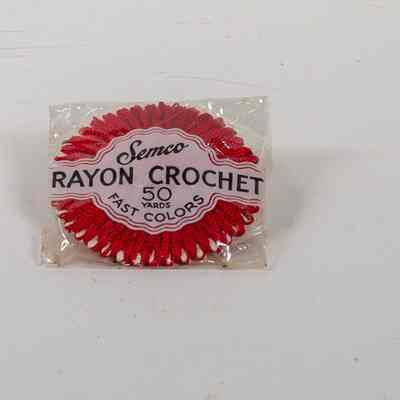 Semco
RAYON CROCHET
50
YARDS
FAST COLORS